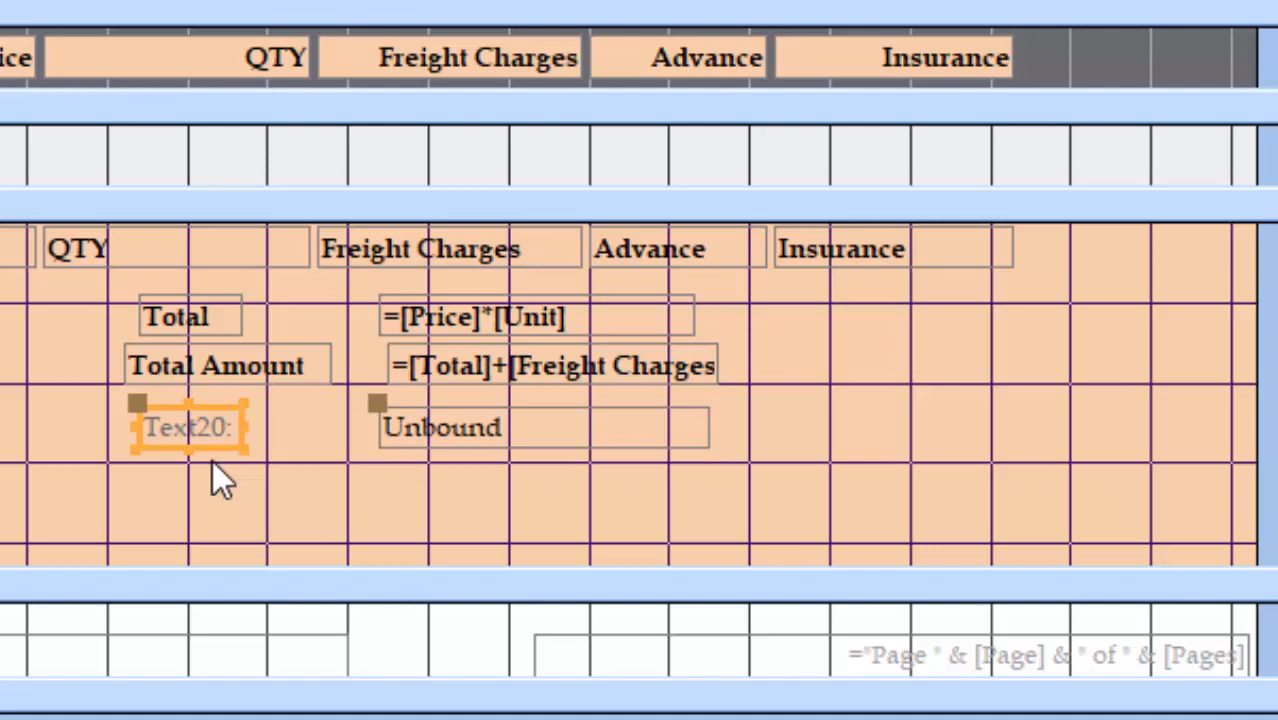 ice QTY Freight Charges Advance Insurance
QTY Freight Charges Advance Insurance
Total =[Price]*[Unit]
Total Amount =[Total]+[Freight Charges
Text20: Unbound
="Page " & [Page] & " of " & [Pages]